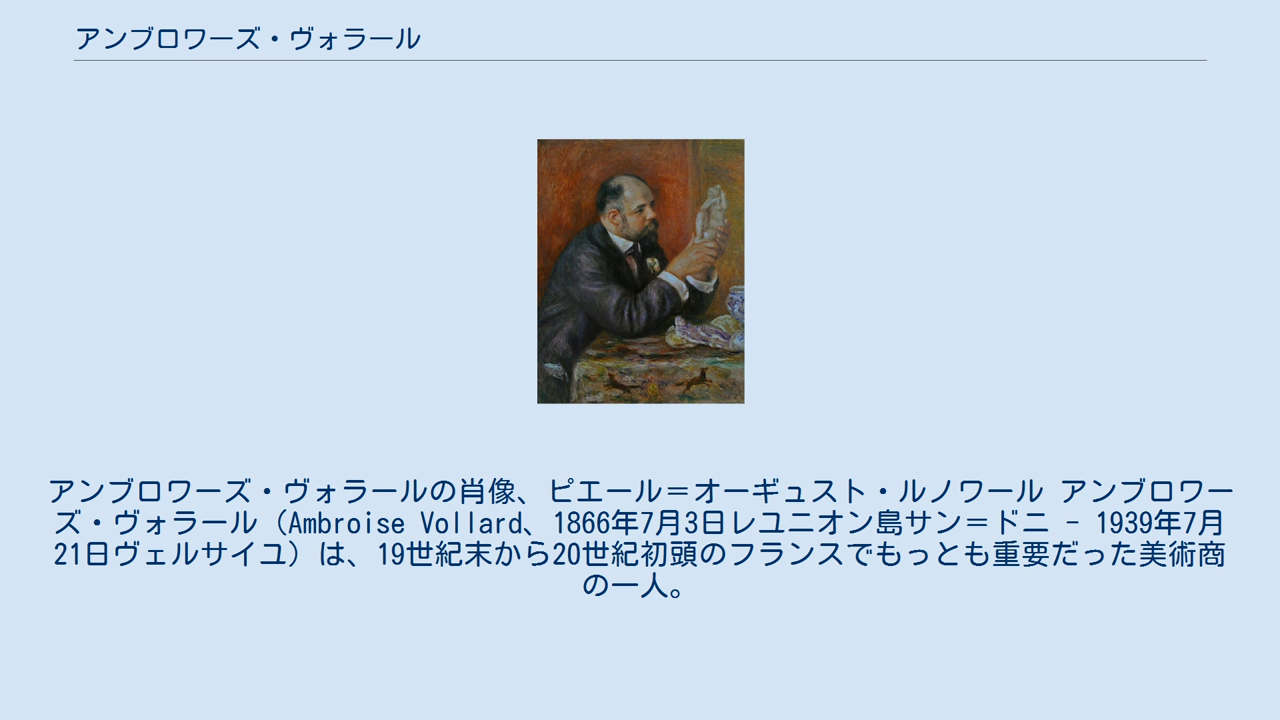 アンブロワーズ・ヴォラール
アンブロワーズ・ヴォラールの肖像、ピエール＝オーギュスト・ルノワール アンブロワー
ズ・ヴォラール（Ambroise Vollard、1866年7月3日レユニオン島サン＝ドニ - 1939年7月
21日ヴェルサイユ）は、19世紀末から20世紀初頭のフランスでもっとも重要だった美術商
の一人。